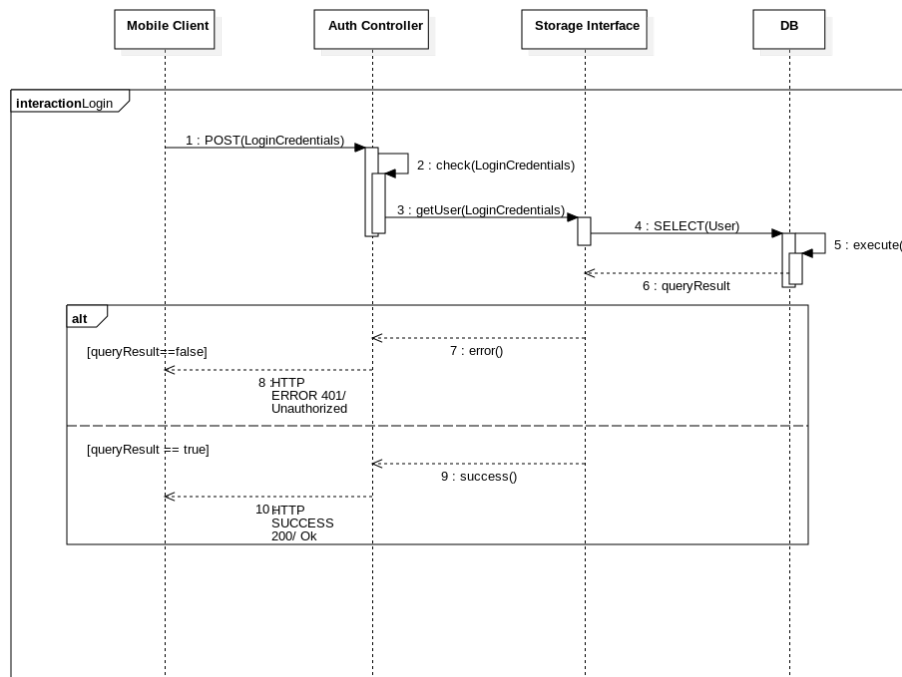 Mobile Client
Auth Controller
Storage Interface
DB
interactionLogin
1 : POST(LoginCredentials)
2 : check(LoginCredentials)
3 : getUser(LoginCredentials)
4 : SELECT(User)
5 : execute(
6 : queryResult
alt
7 : error()
[queryResult==false]
8 :HTTP
ERROR 401/
Unauthorized
[queryResult == true]
9 : success()
10 :HTTP
SUCCESS
200/ Ok